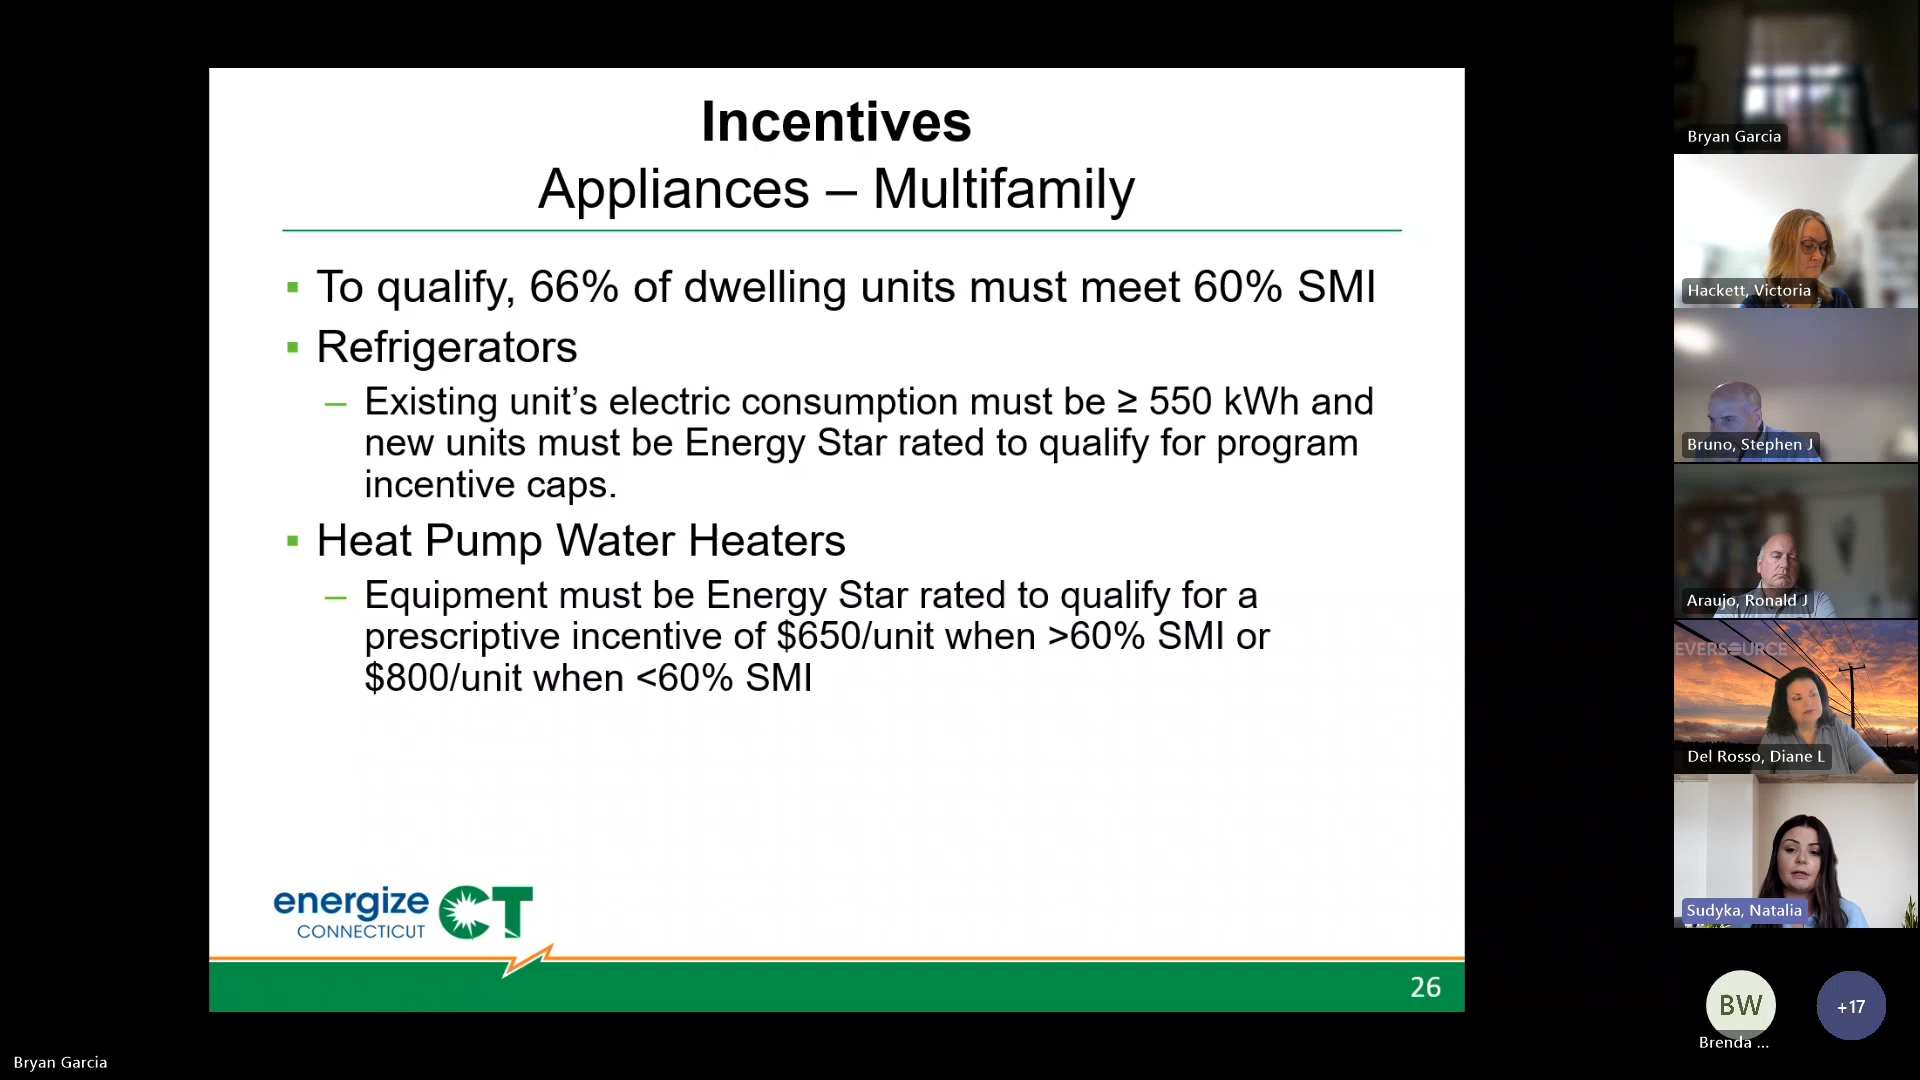 Incentives
Appliances – Multifamily
▪ To qualify, 66% of dwelling units must meet 60% SMI
▪ Refrigerators
– Existing unit’s electric consumption must be ≥ 550 kWh and
new units must be Energy Star rated to qualify for program
incentive caps.
▪ Heat Pump Water Heaters
– Equipment must be Energy Star rated to qualify for a
prescriptive incentive of $650/unit when >60% SMI or
$800/unit when <60% SMI
energize CT
CONNECTICUT
26
Bryan Garcia
Bryan Garcia
Hackett, Victoria
Bruno, Stephen J
Araujo, Ronald J
EVERSOURCE
Del Rosso, Diane L
Sudyka, Natalia
BW
+17
Brenda ...